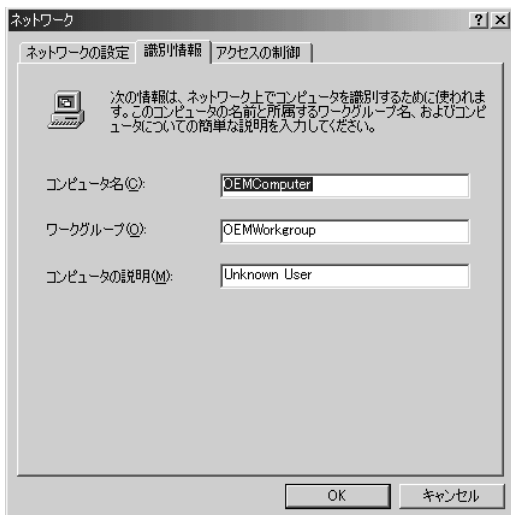 ネットワーク
ネットワークの設定 識別情報 アクセスの制御
次の情報は、ネットワーク上でコンピュータを識別するために使われま
す。このコンピュータの名前と所属するワークグループ名、およびコンピ
ュータについての簡単な説明を入力してください。
コンピュータ名(C): OEMComputer
ワークグループ(O): OEMWorkgroup
コンピュータの説明(M): Unknown User
OK キャンセル